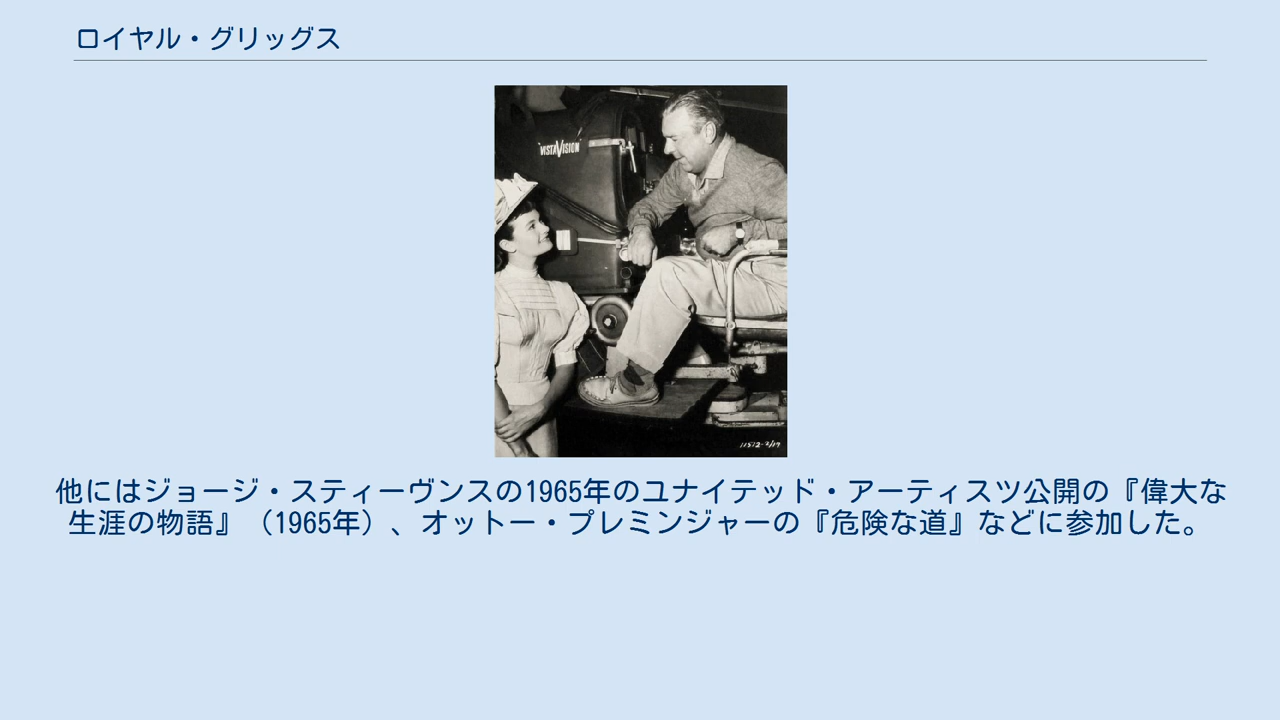 ロイヤル・グリッグス
VISTAVISION
11512-2/19
他にはジョージ・スティーヴンスの1965年のユナイテッド・アーティスツ公開の『偉大な
生涯の物語』（1965年）、オットー・プレミンジャーの『危険な道』などに参加した。